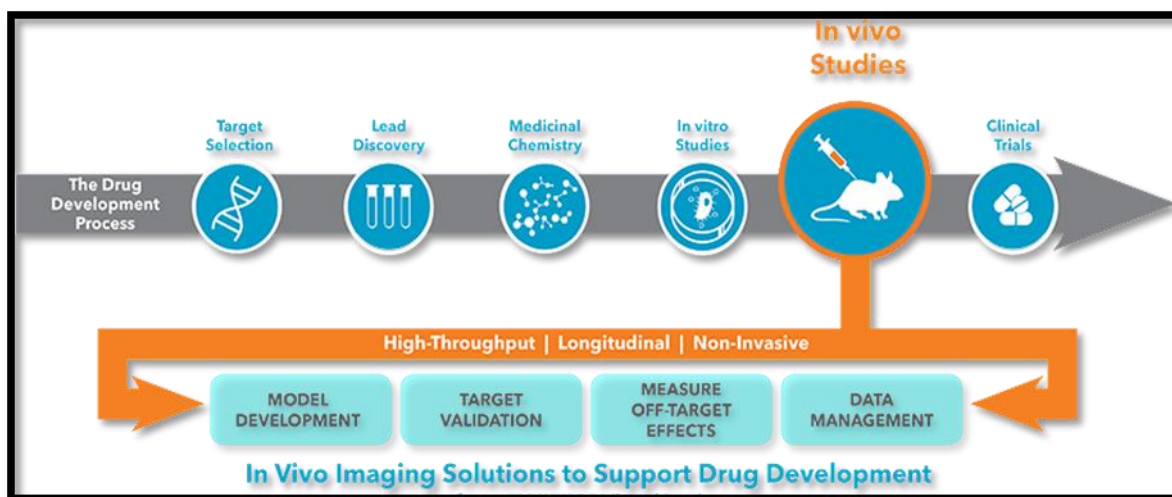 In vivo
Studies
Target
Selection
Lead
Discovery
Medicinal
Chemistry
In vitro
Studies
Clinical
Trials
The Drug
Development
Process
High-Throughput | Longitudinal | Non-Invasive
MODEL
DEVELOPMENT
TARGET
VALIDATION
MEASURE
OFF-TARGET
EFFECTS
DATA
MANAGEMENT
In Vivo Imaging Solutions to Support Drug Development